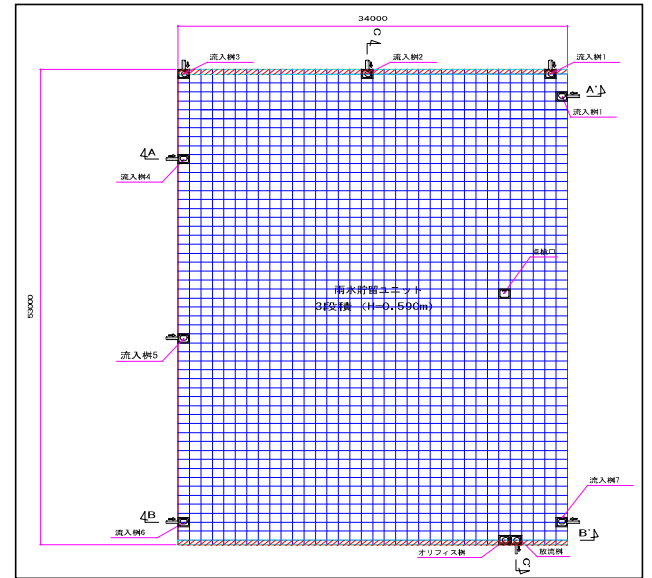 34000
C
流入桝3
流入桝2
流入桝1
A'
流入桝1
A
流入桝4
点検口
雨水貯留ユニット
3段積 (H=0.590m)
53000
流入桝5
流入桝7
B
流入桝6
B'
オリフィス桝
放流桝
C'